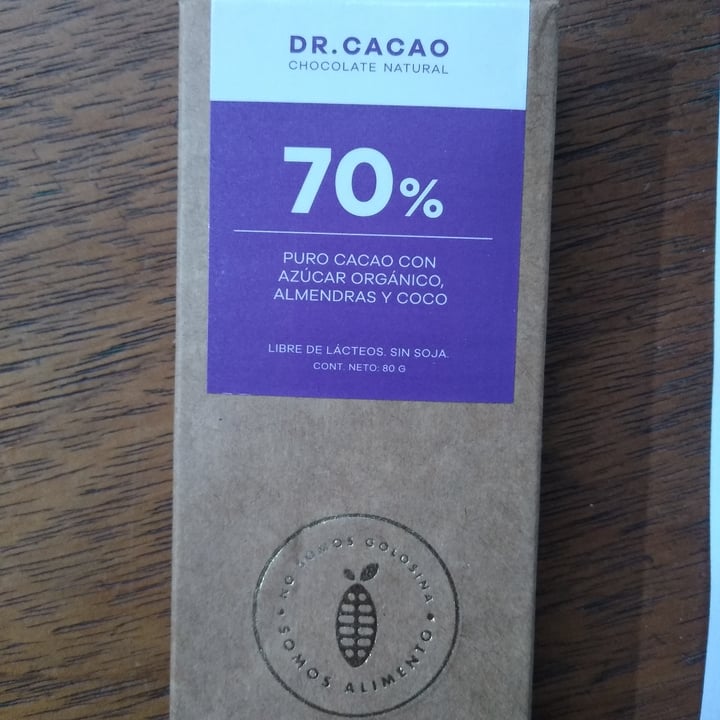 DR.CACAO
CHOCOLATE NATURAL
70%
PURO CACAO CON
AZÚCAR ORGÁNICO,
ALMENDRAS Y COCO
LIBRE DE LÁCTEOS. SIN SOJA.
CONT. NETO: 80 G
NO SOMOS GOLOSINA
SOMOS ALIMENTO